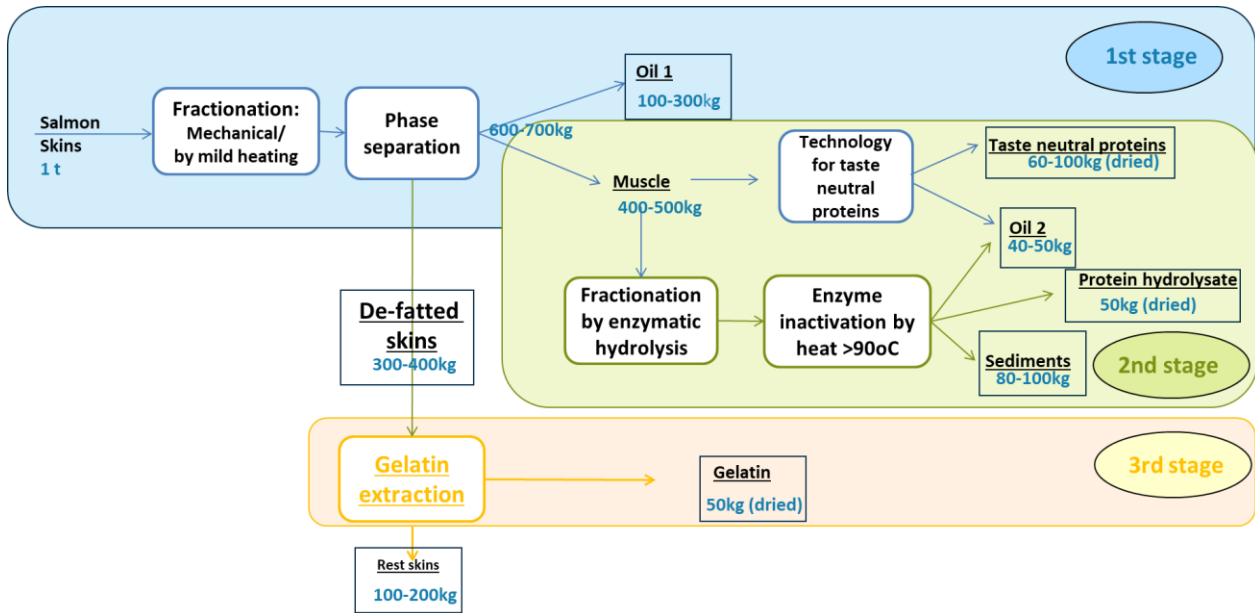 1st stage
Salmon
Skins
1 t
Fractionation:
Mechanical/
by mild heating
Phase
separation
600-700kg
Oil 1
100-300kg
Muscle
400-500kg
Technology
for taste
neutral
proteins
Taste neutral proteins
60-100kg (dried)
Oil 2
40-50kg
De-fatted
skins
300-400kg
Fractionation
by enzymatic
hydrolysis
Enzyme
inactivation by
heat >90oC
Protein hydrolysate
50kg (dried)
Sediments
80-100kg
2nd stage
Gelatin
extraction
Gelatin
50kg (dried)
3rd stage
Rest skins
100-200kg